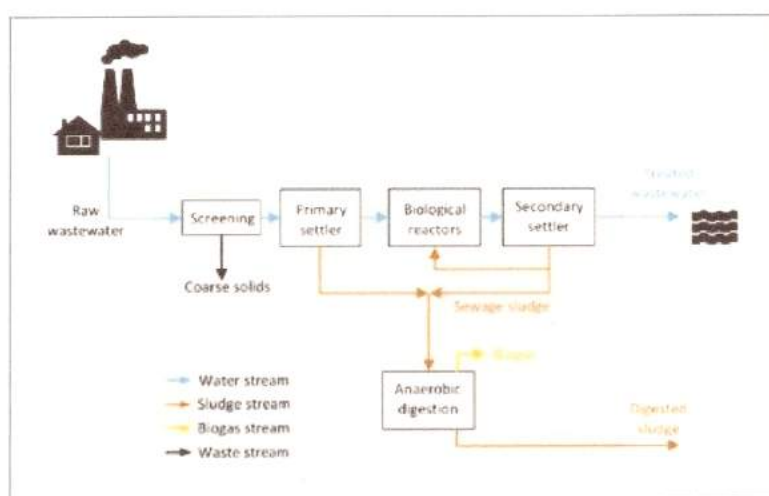 Treated
wastewater
Raw
wastewater
Screening
Primary
settler
Biological
reactors
Secondary
settler
Coarse solids
Sewage sludge
Biogas
Anaerobic
digestion
Digested
sludge
Water stream
Sludge stream
Biogas stream
Waste stream